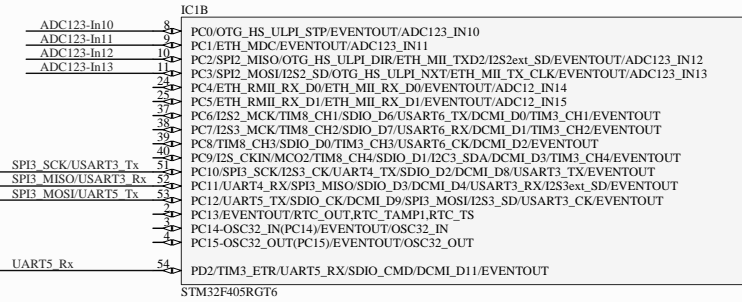 IC1B
ADC123-In10 8 PC0/OTG_HS_ULPI_STP/EVENTOUT/ADC123_IN10
ADC123-In11 9 PC1/ETH_MDC/EVENTOUT/ADC123_IN11
ADC123-In12 10 PC2/SPI2_MISO/OTG_HS_ULPI_DIR/ETH_MII_TXD2/I2S2ext_SD/EVENTOUT/ADC123_IN12
ADC123-In13 11 PC3/SPI2_MOSI/I2S2_SD/OTG_HS_ULPI_NXT/ETH_MII_TX_CLK/EVENTOUT/ADC123_IN13
24 PC4/ETH_RMII_RX_D0/ETH_MII_RX_D0/EVENTOUT/ADC12_IN14
25 PC5/ETH_RMII_RX_D1/ETH_MII_RX_D1/EVENTOUT/ADC12_IN15
37 PC6/I2S2_MCK/TIM8_CH1/SDIO_D6/USART6_TX/DCMI_D0/TIM3_CH1/EVENTOUT
38 PC7/I2S3_MCK/TIM8_CH2/SDIO_D7/USART6_RX/DCMI_D1/TIM3_CH2/EVENTOUT
39 PC8/TIM8_CH3/SDIO_D0/TIM3_CH3/USART6_CK/DCMI_D2/EVENTOUT
40 PC9/I2S_CKIN/MCO2/TIM8_CH4/SDIO_D1/I2C3_SDA/DCMI_D3/TIM3_CH4/EVENTOUT
SPI3_SCK/USART3_Tx 51 PC10/SPI3_SCK/I2S3_CK/UART4_TX/SDIO_D2/DCMI_D8/USART3_TX/EVENTOUT
SPI3_MISO/USART3_Rx 52 PC11/UART4_RX/SPI3_MISO/SDIO_D3/DCMI_D4/USART3_RX/I2S3ext_SD/EVENTOUT
SPI3_MOSI/UART5_Tx 53 PC12/UART5_TX/SDIO_CK/DCMI_D9/SPI3_MOSI/I2S3_SD/USART3_CK/EVENTOUT
2 PC13/EVENTOUT/RTC_OUT,RTC_TAMP1,RTC_TS
3 PC14-OSC32_IN(PC14)/EVENTOUT/OSC32_IN
4 PC15-OSC32_OUT(PC15)/EVENTOUT/OSC32_OUT
UART5_Rx 54 PD2/TIM3_ETR/UART5_RX/SDIO_CMD/DCMI_D11/EVENTOUT
STM32F405RGT6